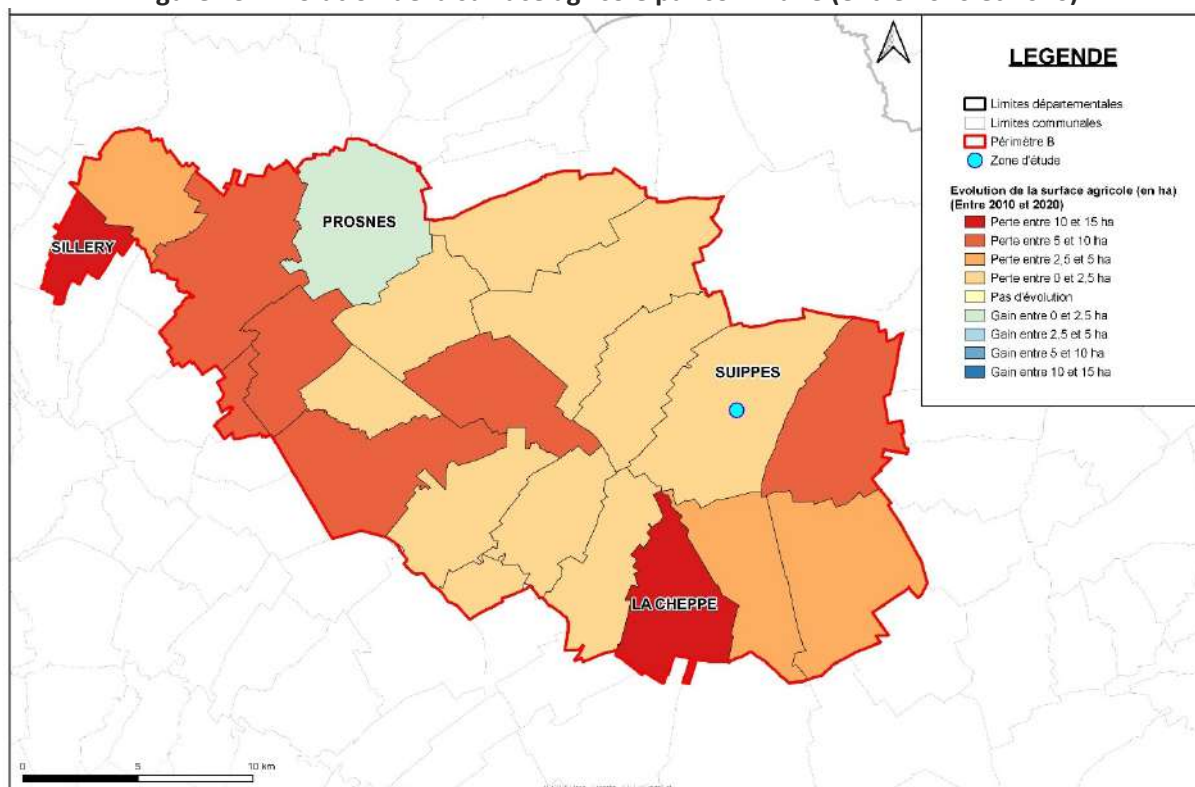 PROSNES
SILLERY
SUIPPES
LA CHEPPE
0 5 10 km
LEGENDE
Limites départementales
Limites communales
Périmètre B
Zone d'étude
Evolution de la surface agricole (en ha)
(Entre 2010 et 2020)
Perte entre 10 et 15 ha
Perte entre 5 et 10 ha
Perte entre 2,5 et 5 ha
Perte entre 0 et 2,5 ha
Pas d'évolution
Gain entre 0 et 2,5 ha
Gain entre 2,5 et 5 ha
Gain entre 5 et 10 ha
Gain entre 10 et 15 ha